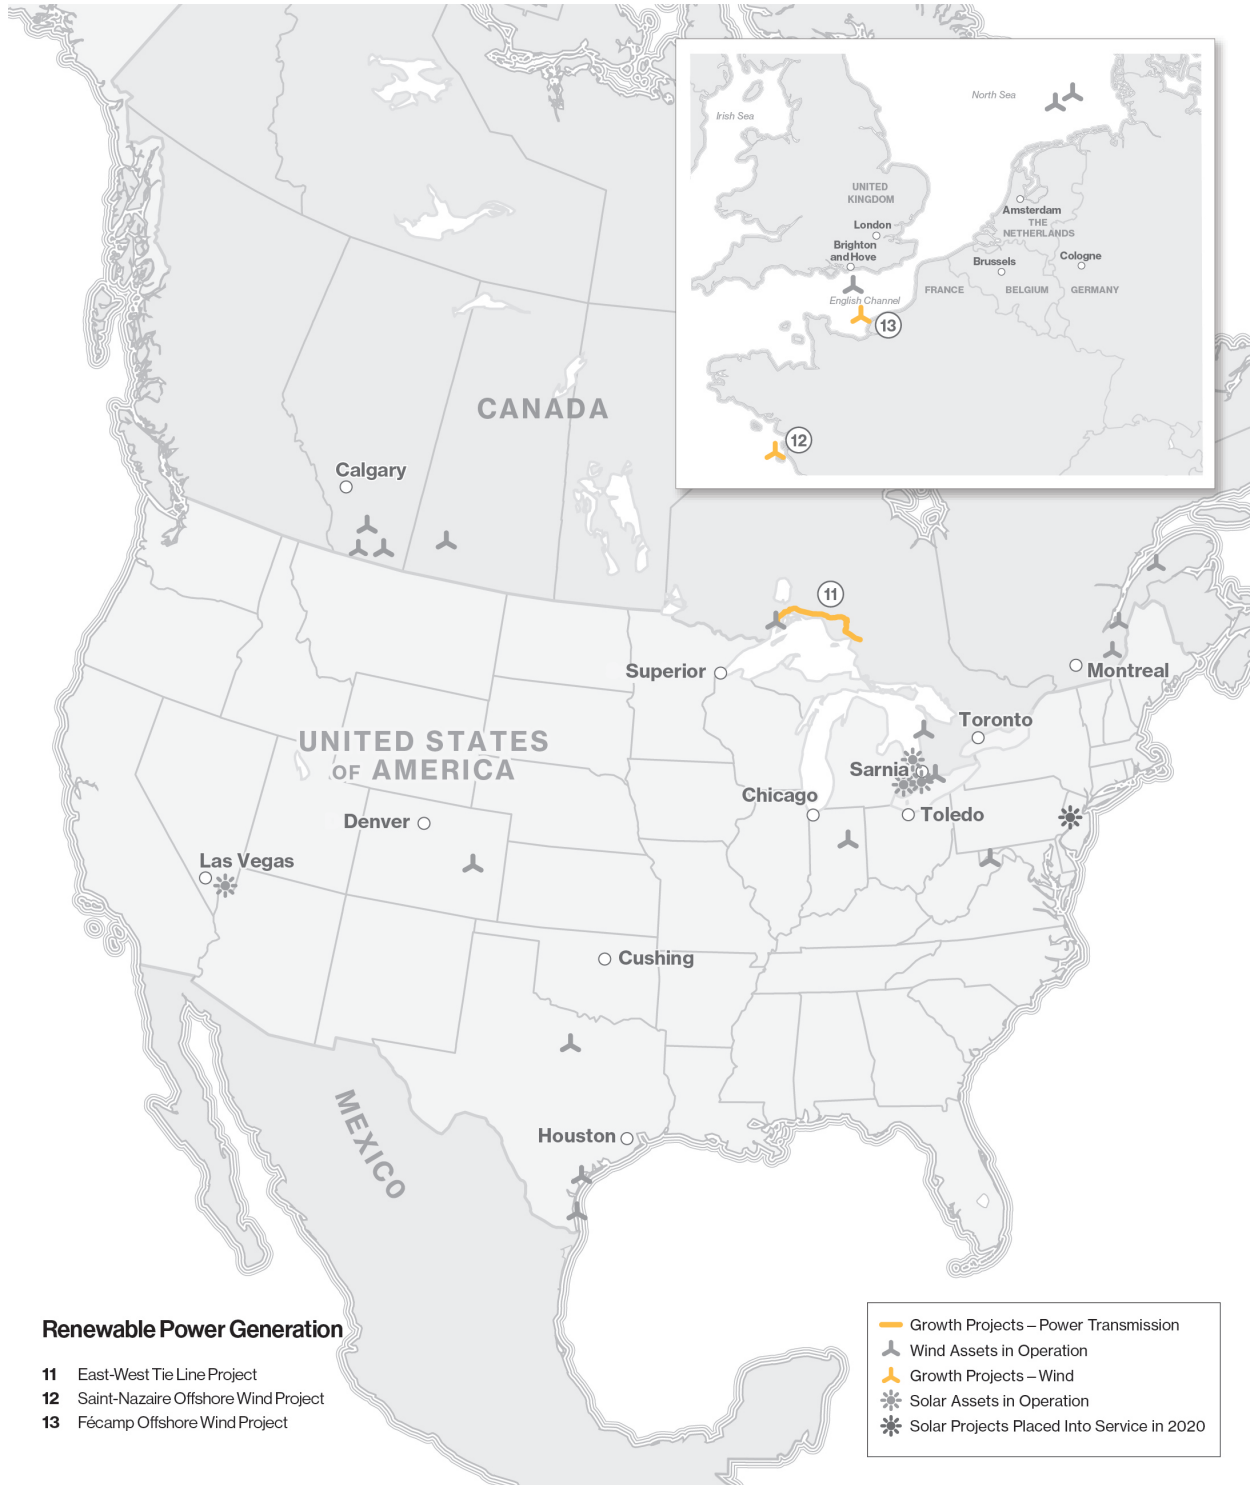 North Sea
Irish Sea
UNITED
KINGDOM
Amsterdam
THE
NETHERLANDS
London
Brighton
and Hove
Brussels
Cologne
FRANCE
BELGIUM
GERMANY
English Channel
13
12
CANADA
Calgary
11
Superior
Montreal
Toronto
UNITED STATES
OF AMERICA
Sarnia
Chicago
Toledo
Denver
Las Vegas
Cushing
MEXICO
Houston
Renewable Power Generation
11 East-West Tie Line Project
12 Saint-Nazaire Offshore Wind Project
13 Fécamp Offshore Wind Project
Growth Projects – Power Transmission
Wind Assets in Operation
Growth Projects – Wind
Solar Assets in Operation
Solar Projects Placed Into Service in 2020